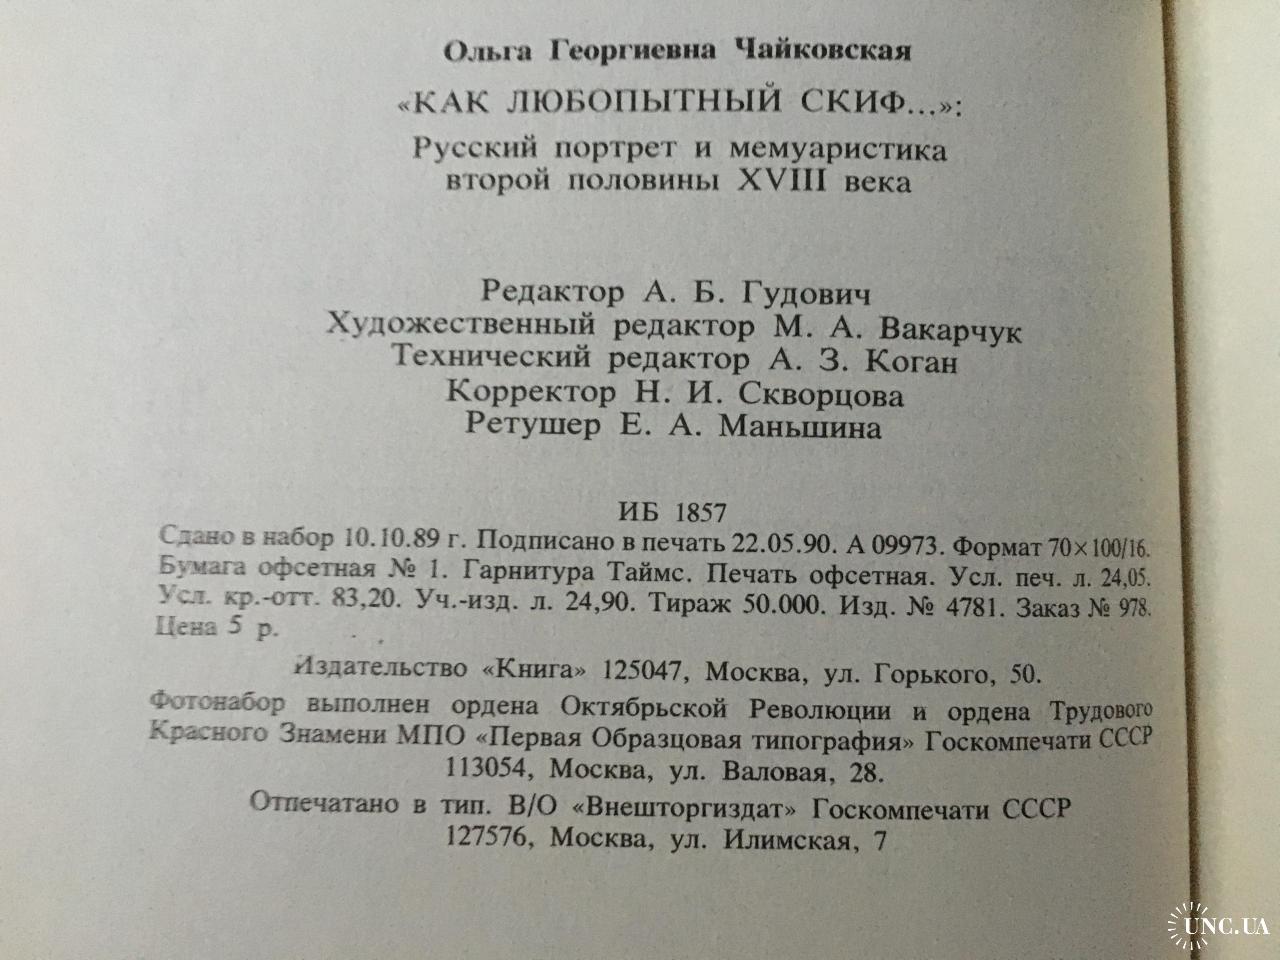 Ольга Георгиевна Чайковская
«КАК ЛЮБОПЫТНЫЙ СКИФ...»:
Русский портрет и мемуаристика
второй половины XVIII века
Редактор А. Б. Гудович
Художественный редактор М. А. Вакарчук
Технический редактор А. З. Коган
Корректор Н. И. Скворцова
Ретушер Е. А. Маньшина
ИБ 1857
Сдано в набор 10.10.89 г. Подписано в печать 22.05.90. А 09973. Формат 70×100/16.
Бумага офсетная № 1. Гарнитура Таймс. Печать офсетная. Усл. печ. л. 24,05.
Усл. кр.-отт. 83,20. Уч.-изд. л. 24,90. Тираж 50.000. Изд. № 4781. Заказ № 978.
Цена 5 р.
Издательство «Книга» 125047, Москва, ул. Горького, 50.
Фотонабор выполнен ордена Октябрьской Революции и ордена Трудового
Красного Знамени МПО «Первая Образцовая типография» Госкомпечати СССР
113054, Москва, ул. Валовая, 28.
Отпечатано в тип. В/О «Внешторгиздат» Госкомпечати СССР
127576, Москва, ул. Илимская, 7
UNC.UA